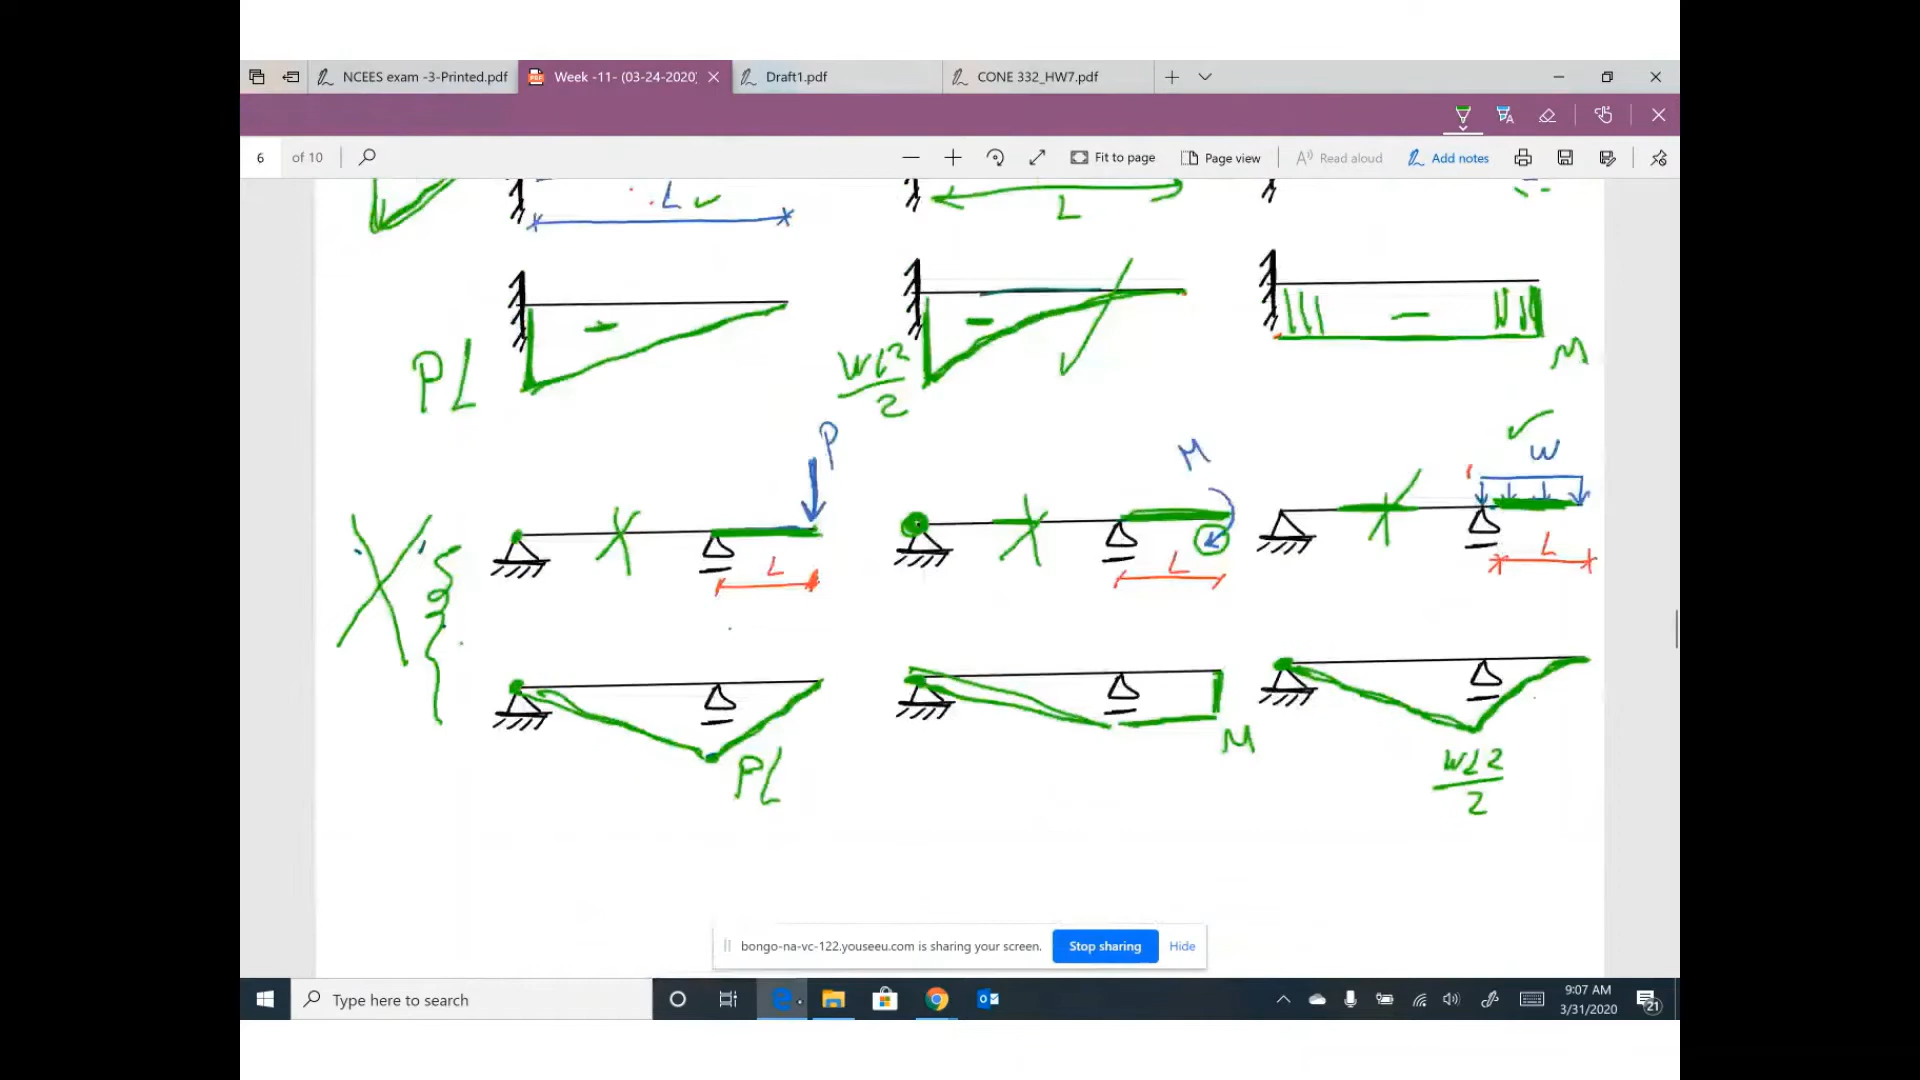 NCEES exam -3-Printed.pdf
Week -11- (03-24-2020)
Draft1.pdf
CONE 332_HW7.pdf
6 of 10
Fit to page
Page view
Read aloud
Add notes
L
L
PL
WL2
2
M
P
M
W
L
L
L
PL
M
WL2
2
bongo-na-vc-122.youseeu.com is sharing your screen.
Stop sharing
Hide
Type here to search
9:07 AM
3/31/2020
21